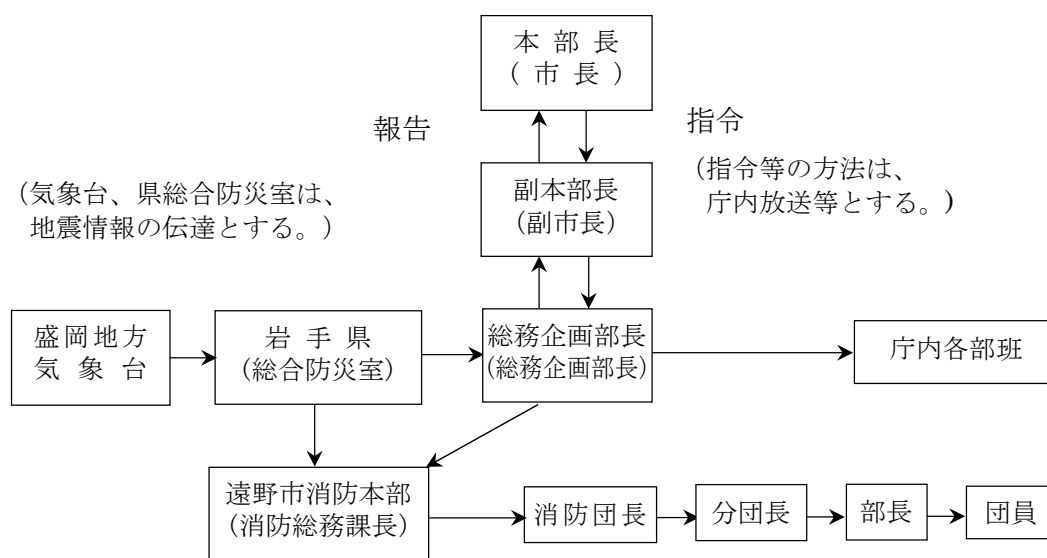 本 部 長
( 市 長 )
報告
指令
(指令等の方法は、
庁内放送等とする。)
(気象台、県総合防災室は、
地震情報の伝達とする。)
副本部長
(副市長)
盛岡地方
気 象 台
岩 手 県
(総合防災室)
総務企画部長
(総務企画部長)
庁内各部班
遠野市消防本部
(消防総務課長)
消防団長
分団長
部長
団員